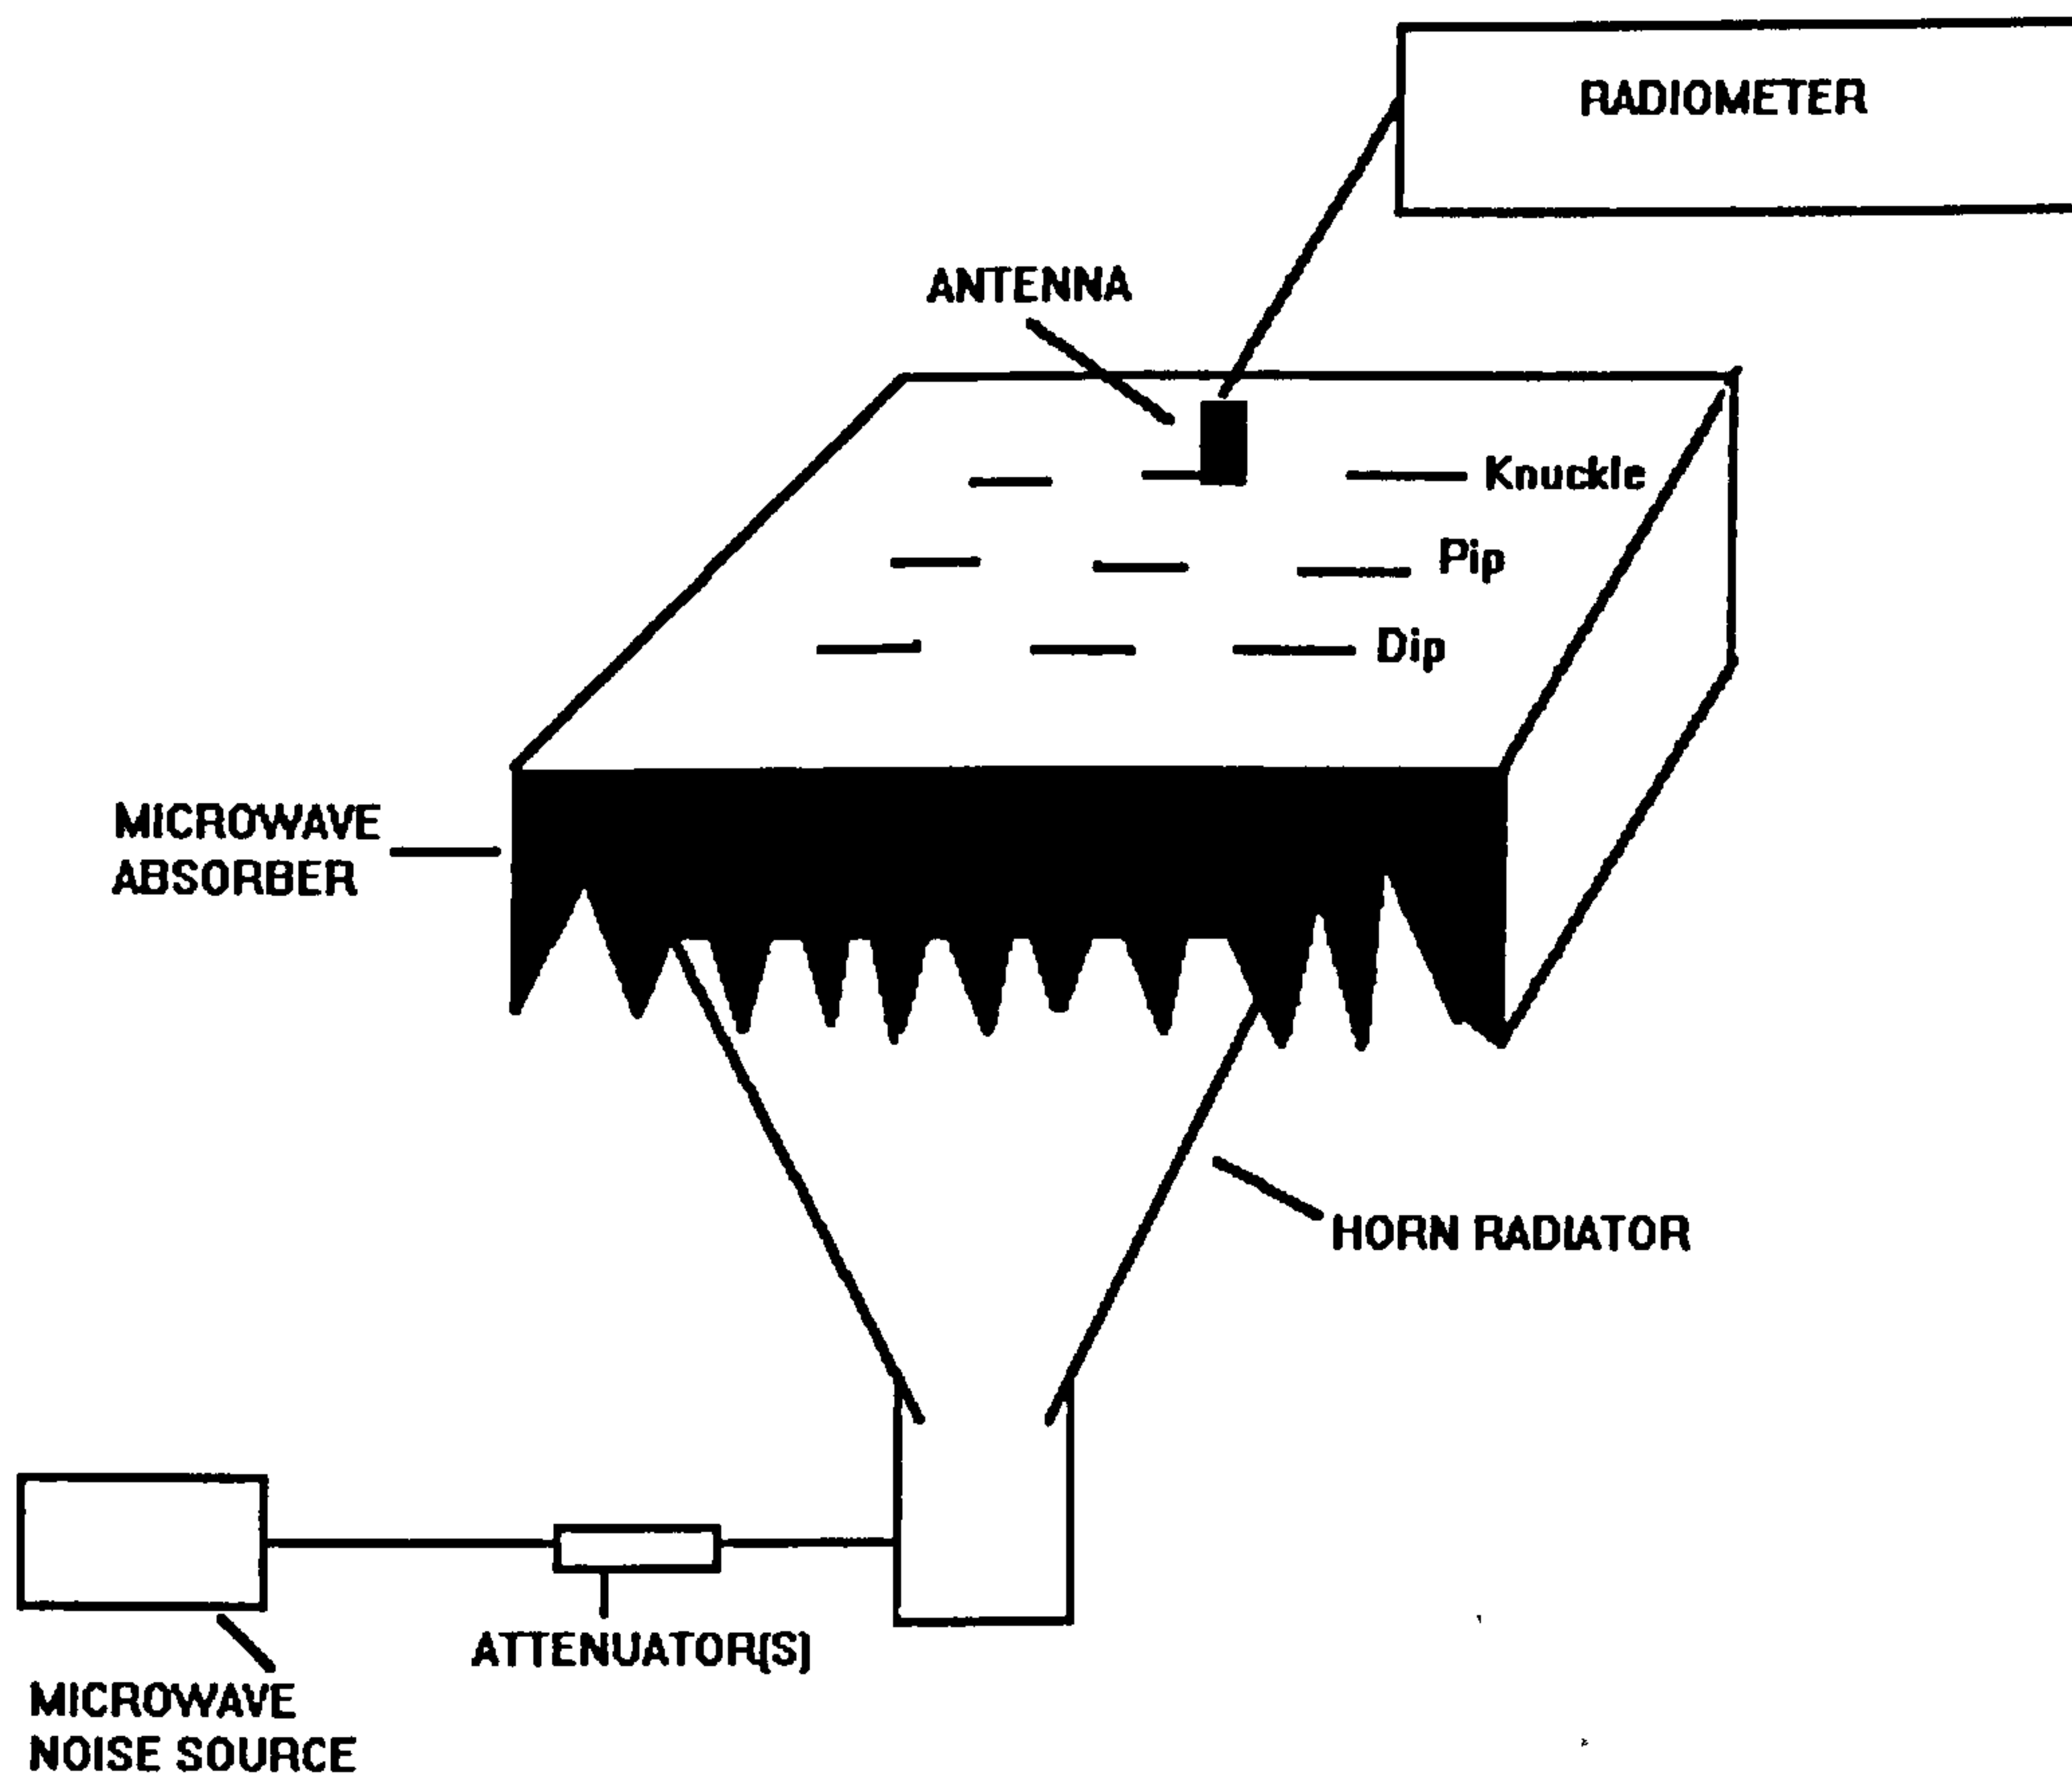 RADIOMETER
ANTENNA
Knuckle
Pip
Dip
MICROWAVE
ABSORBER
HORN RADIATOR
ATTENUATOR(S)
MICROWAVE
NOISE SOURCE